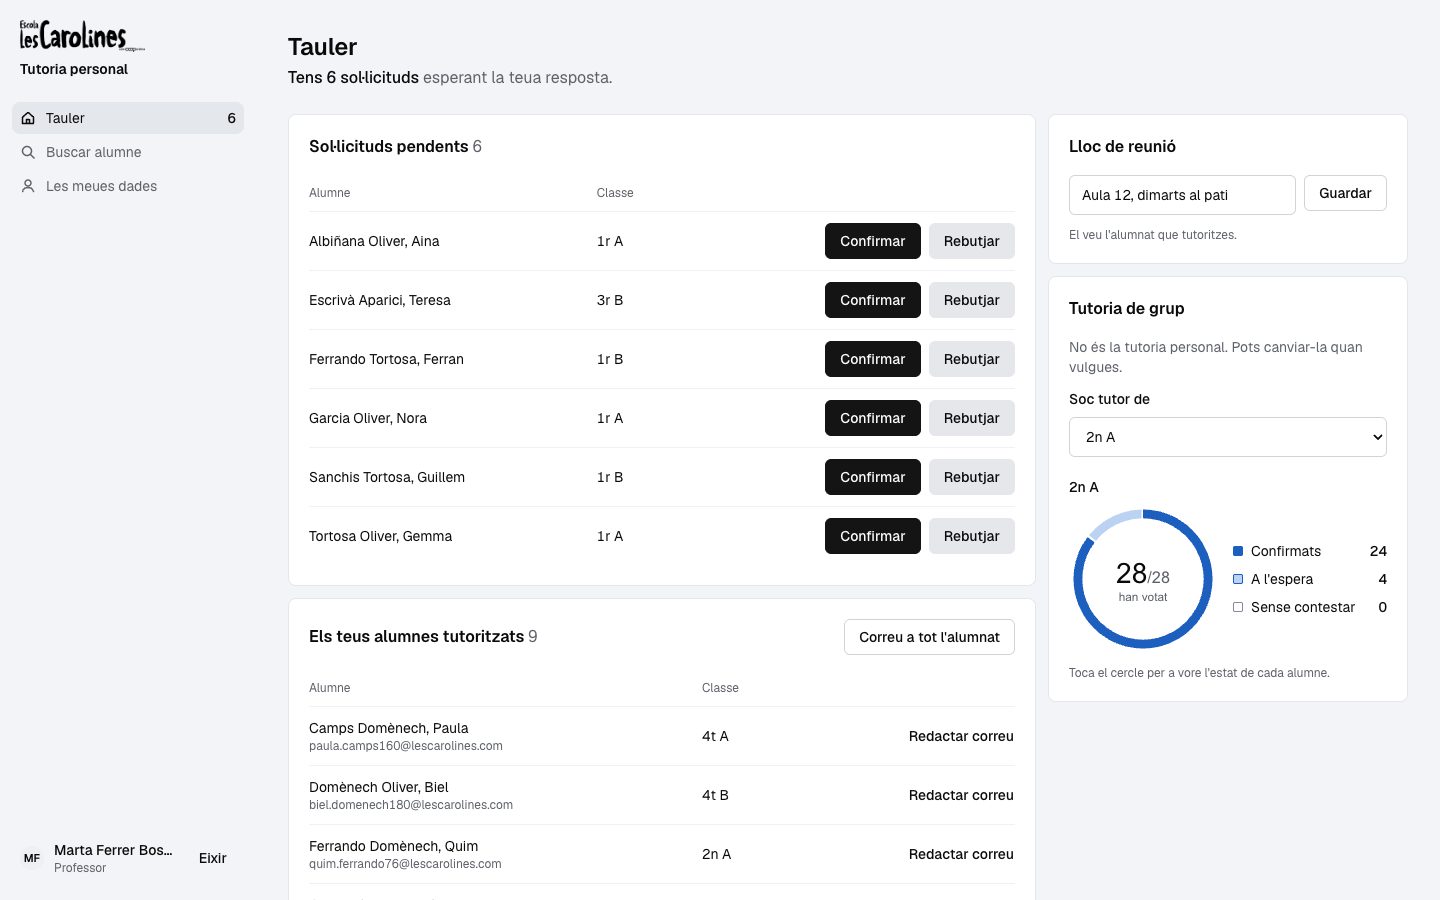 Escola
les Carolines
Tutoria personal
Tauler 6
Buscar alumne
Les meues dades
MF
Marta Ferrer Bos...
Professor
Eixir
Tauler
Tens 6 sol·licituds esperant la teua resposta.
Sol·licituds pendents 6
Alumne Classe
Albiñana Oliver, Aina 1r A Confirmar Rebutjar
Escrivà Aparici, Teresa 3r B Confirmar Rebutjar
Ferrando Tortosa, Ferran 1r B Confirmar Rebutjar
Garcia Oliver, Nora 1r A Confirmar Rebutjar
Sanchis Tortosa, Guillem 1r B Confirmar Rebutjar
Tortosa Oliver, Gemma 1r A Confirmar Rebutjar
Els teus alumnes tutoritzats 9 Correu a tot l'alumnat
Alumne Classe
Camps Domènech, Paula
paula.camps160@lescarolines.com
4t A Redactar correu
Domènech Oliver, Biel
biel.domenech180@lescarolines.com
4t B Redactar correu
Ferrando Domènech, Quim
quim.ferrando76@lescarolines.com
2n A Redactar correu
Lloc de reunió
Aula 12, dimarts al pati Guardar
El veu l'alumnat que tutoritzes.
Tutoria de grup
No és la tutoria personal. Pots canviar-la quan
vulgues.
Soc tutor de
2n A
2n A
28/28
han votat
Confirmats 24
A l'espera 4
Sense contestar 0
Toca el cercle per a vore l'estat de cada alumne.